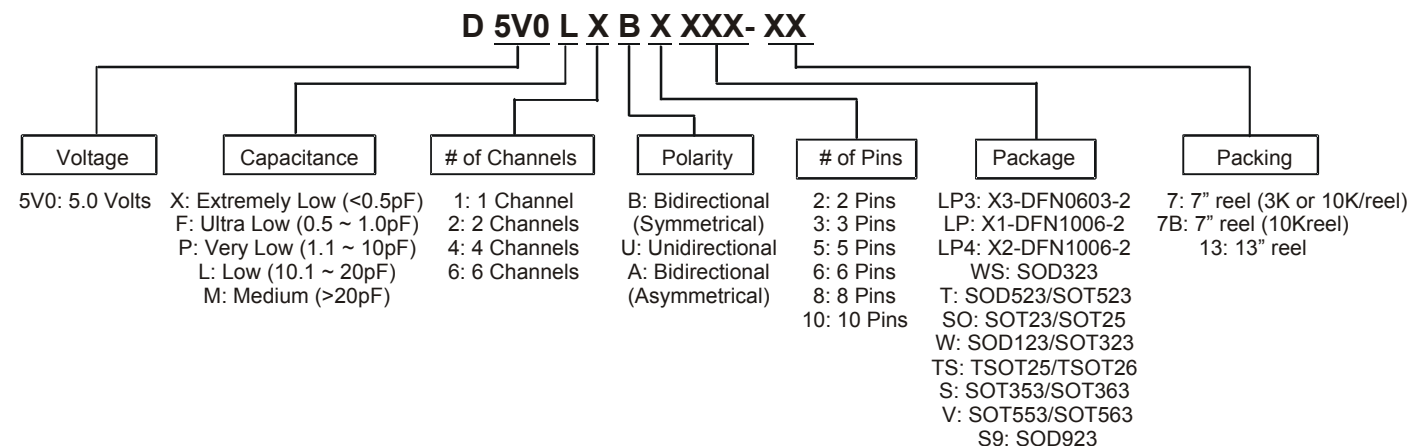 D 5V0 L X B X XXX- XX
Voltage
5V0: 5.0 Volts
Capacitance
X: Extremely Low (<0.5pF)
F: Ultra Low (0.5 ~ 1.0pF)
P: Very Low (1.1 ~ 10pF)
L: Low (10.1 ~ 20pF)
M: Medium (>20pF)
# of Channels
1: 1 Channel
2: 2 Channels
4: 4 Channels
6: 6 Channels
Polarity
B: Bidirectional
(Symmetrical)
U: Unidirectional
A: Bidirectional
(Asymmetrical)
# of Pins
2: 2 Pins
3: 3 Pins
5: 5 Pins
6: 6 Pins
8: 8 Pins
10: 10 Pins
Package
LP3: X3-DFN0603-2
LP: X1-DFN1006-2
LP4: X2-DFN1006-2
WS: SOD323
T: SOD523/SOT523
SO: SOT23/SOT25
W: SOD123/SOT323
TS: TSOT25/TSOT26
S: SOT353/SOT363
V: SOT553/SOT563
S9: SOD923
Packing
7: 7” reel (3K or 10K/reel)
7B: 7” reel (10Kreel)
13: 13” reel